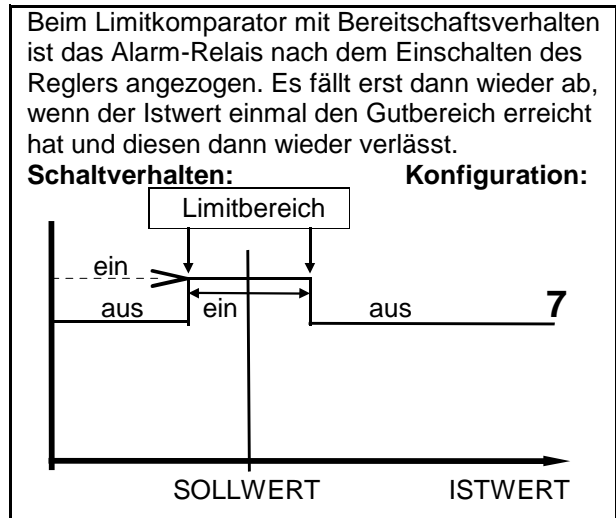 Beim Limitkomparator mit Bereitschaftsverhalten
ist das Alarm-Relais nach dem Einschalten des
Reglers angezogen. Es fällt erst dann wieder ab,
wenn der Istwert einmal den Gutbereich erreicht
hat und diesen dann wieder verlässt.
Schaltverhalten: Konfiguration:
Limitbereich
ein
aus ein aus 7
SOLLWERT ISTWERT